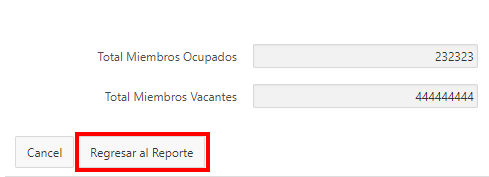 Total Miembros Ocupados 232323
Total Miembros Vacantes 444444444
Cancel Regresar al Reporte